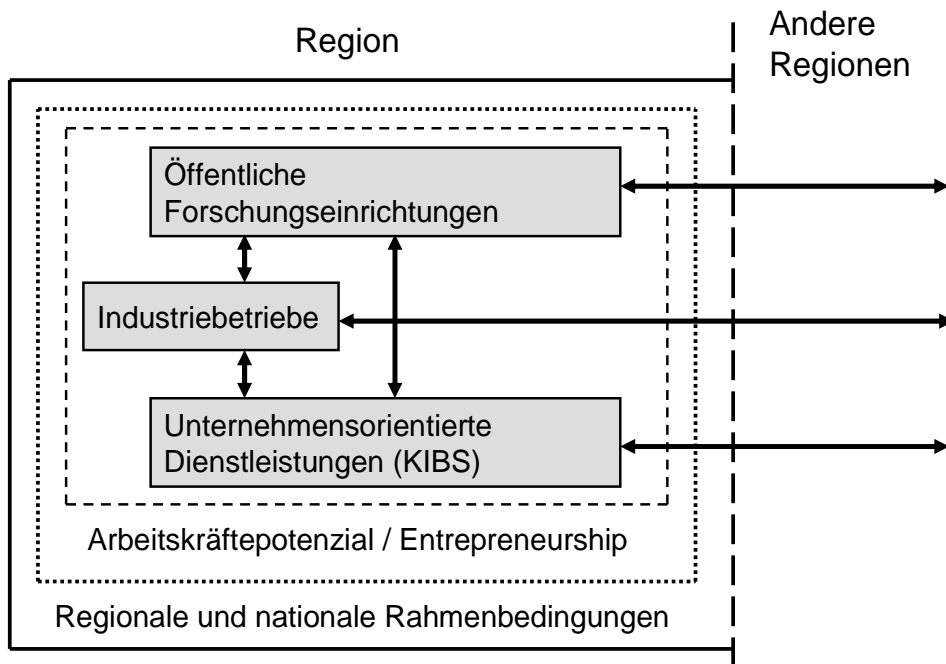 Region
Andere
Regionen
Öffentliche
Forschungseinrichtungen
Industriebetriebe
Unternehmensorientierte
Dienstleistungen (KIBS)
Arbeitskräftepotenzial / Entrepreneurship
Regionale und nationale Rahmenbedingungen